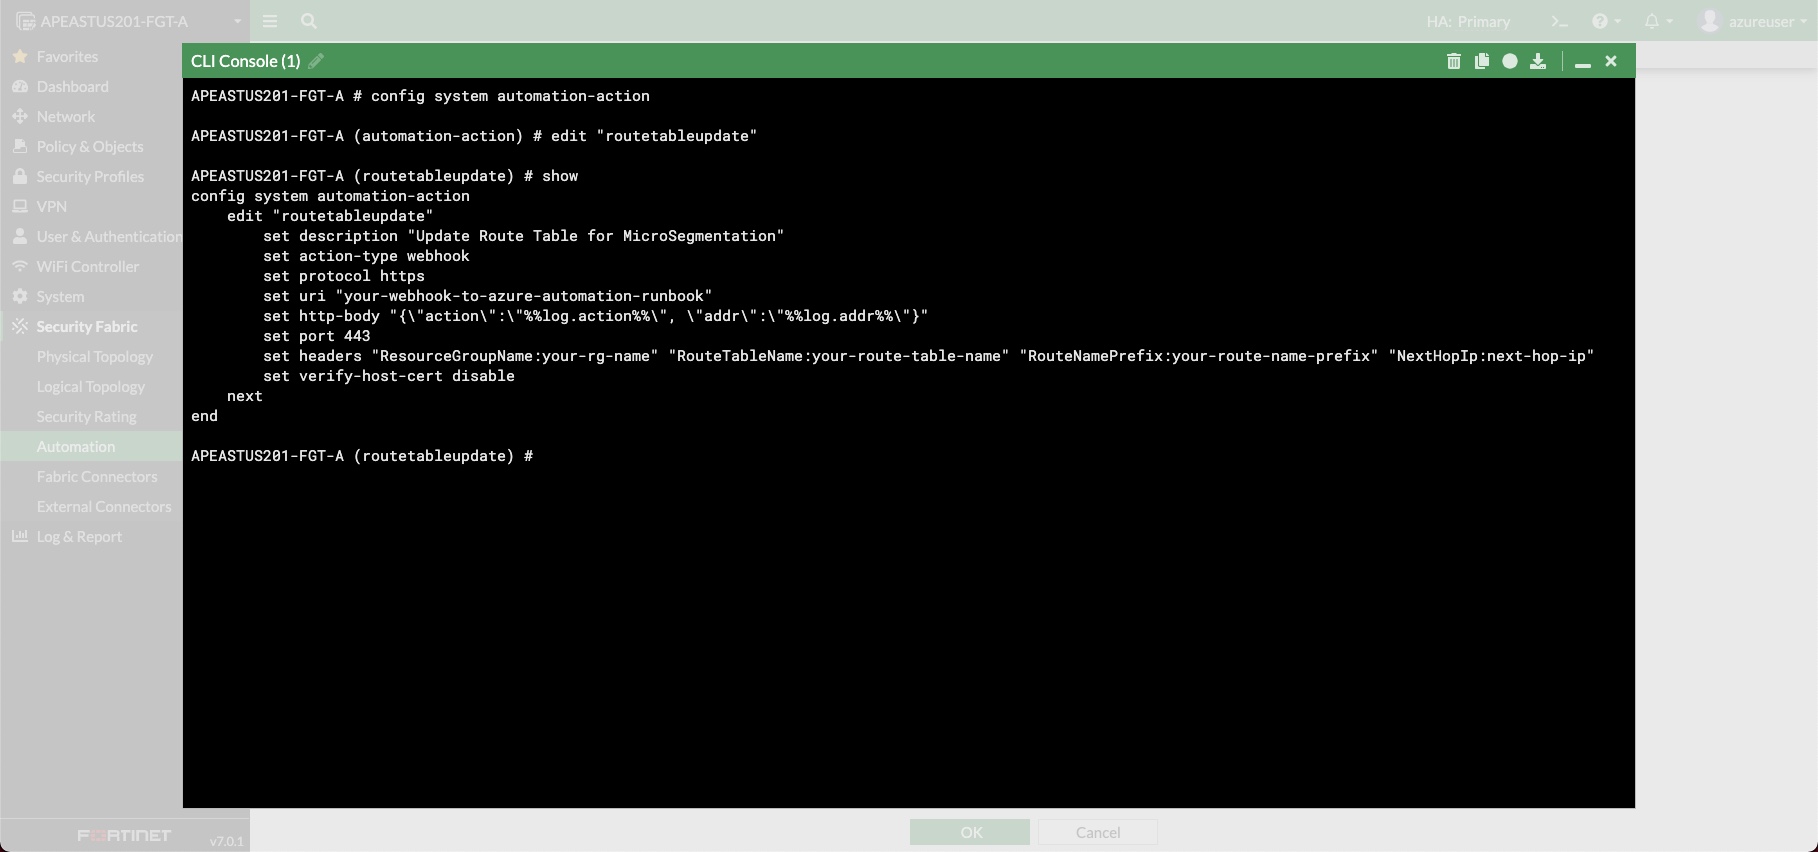 APEASTUS201-FGT-A
HA: Primary
>_
azureuser
Favorites
Dashboard
Network
Policy & Objects
Security Profiles
VPN
User & Authentication
WiFi Controller
System
Security Fabric
Physical Topology
Logical Topology
Security Rating
Automation
Fabric Connectors
External Connectors
Log & Report
FORTINET
v7.0.1
CLI Console (1)
APEASTUS201-FGT-A # config system automation-action
APEASTUS201-FGT-A (automation-action) # edit "routetableupdate"
APEASTUS201-FGT-A (routetableupdate) # show
config system automation-action
edit "routetableupdate"
set description "Update Route Table for MicroSegmentation"
set action-type webhook
set protocol https
set uri "your-webhook-to-azure-automation-runbook"
set http-body "{\"action\":\"%%log.action%%\", \"addr\":\"%%log.addr%%\"}"
set port 443
set headers "ResourceGroupName:your-rg-name" "RouteTableName:your-route-table-name" "RouteNamePrefix:your-route-name-prefix" "NextHopIp:next-hop-ip"
set verify-host-cert disable
next
end
APEASTUS201-FGT-A (routetableupdate) #
OK
Cancel